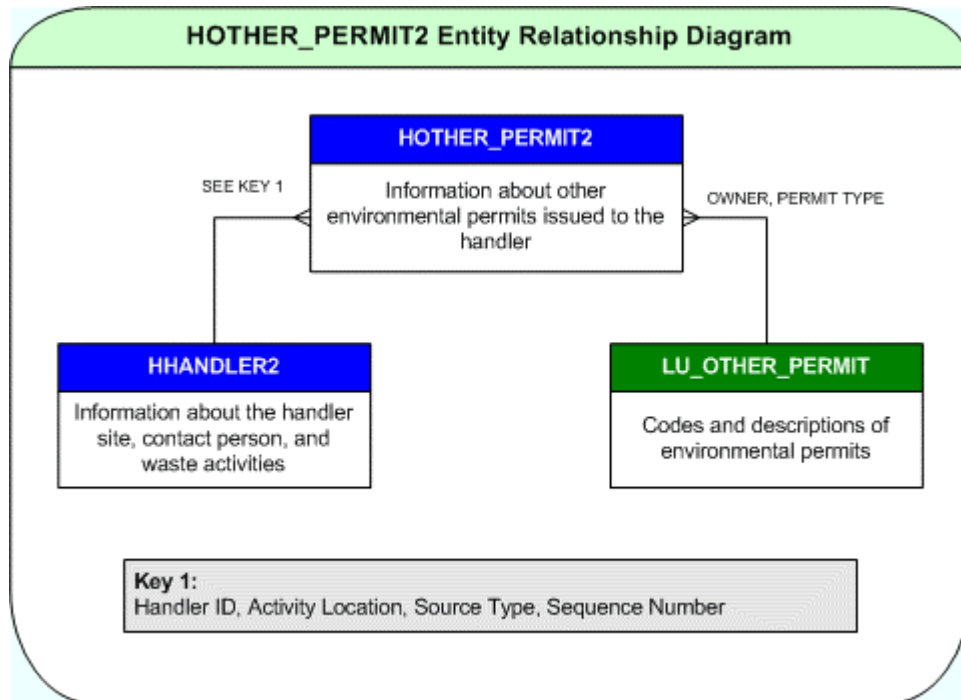 HOTHER_PERMIT2 Entity Relationship Diagram
HOTHER_PERMIT2
Information about other
environmental permits issued to the
handler
SEE KEY 1
OWNER, PERMIT TYPE
HHANDLER2
Information about the handler
site, contact person, and
waste activities
LU_OTHER_PERMIT
Codes and descriptions of
environmental permits
Key 1:
Handler ID, Activity Location, Source Type, Sequence Number